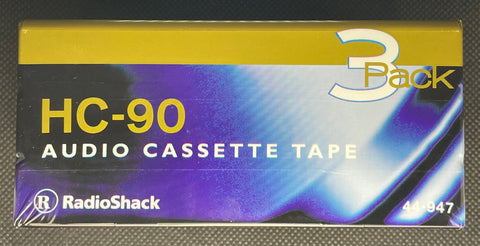 3 Pack
HC-90
AUDIO CASSETTE TAPE
R RadioShack
44-947